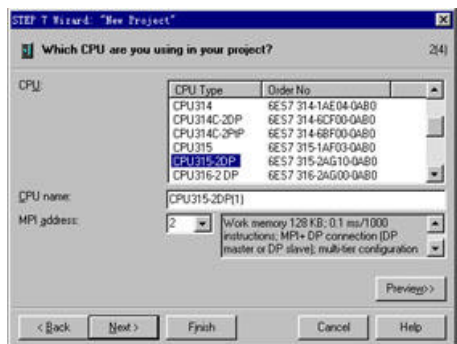 STEP 7 Wizard: "New Project"
Which CPU are you using in your project?
2(4)
CPU:
CPU Type Order No
CPU314 6ES7 314-1AE04-0AB0
CPU314C-2DP 6ES7 314-6CF00-0AB0
CPU314C-2PtP 6ES7 314-6BF00-0AB0
CPU315 6ES7 315-1AF03-0AB0
CPU315-2DP 6ES7 315-2AG10-0AB0
CPU316-2 DP 6ES7 316-2AG00-0AB0
CPU name:
CPU315-2DP(1)
MPI address:
2
Work memory 128 KB; 0.1 ms/1000
instructions; MPI+ DP connection (DP
master or DP slave); multi-tier configuration
Preview>>
< Back Next > Finish Cancel Help